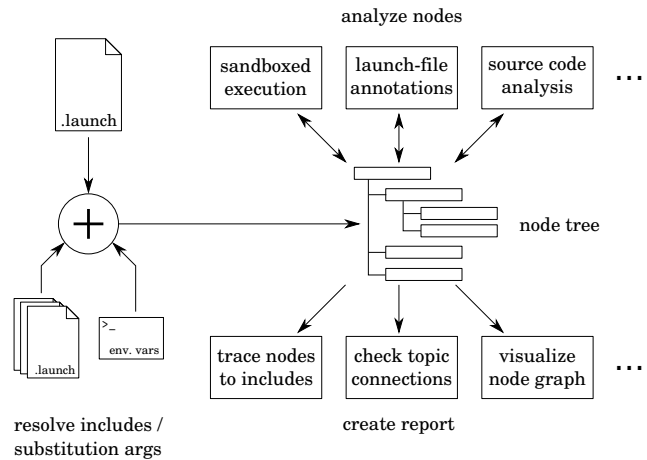 analyze nodes
sandboxed
execution
launch-file
annotations
source code
analysis
...
.launch
node tree
>_
env. vars
.launch
trace nodes
to includes
check topic
connections
visualize
node graph
...
resolve includes /
substitution args
create report